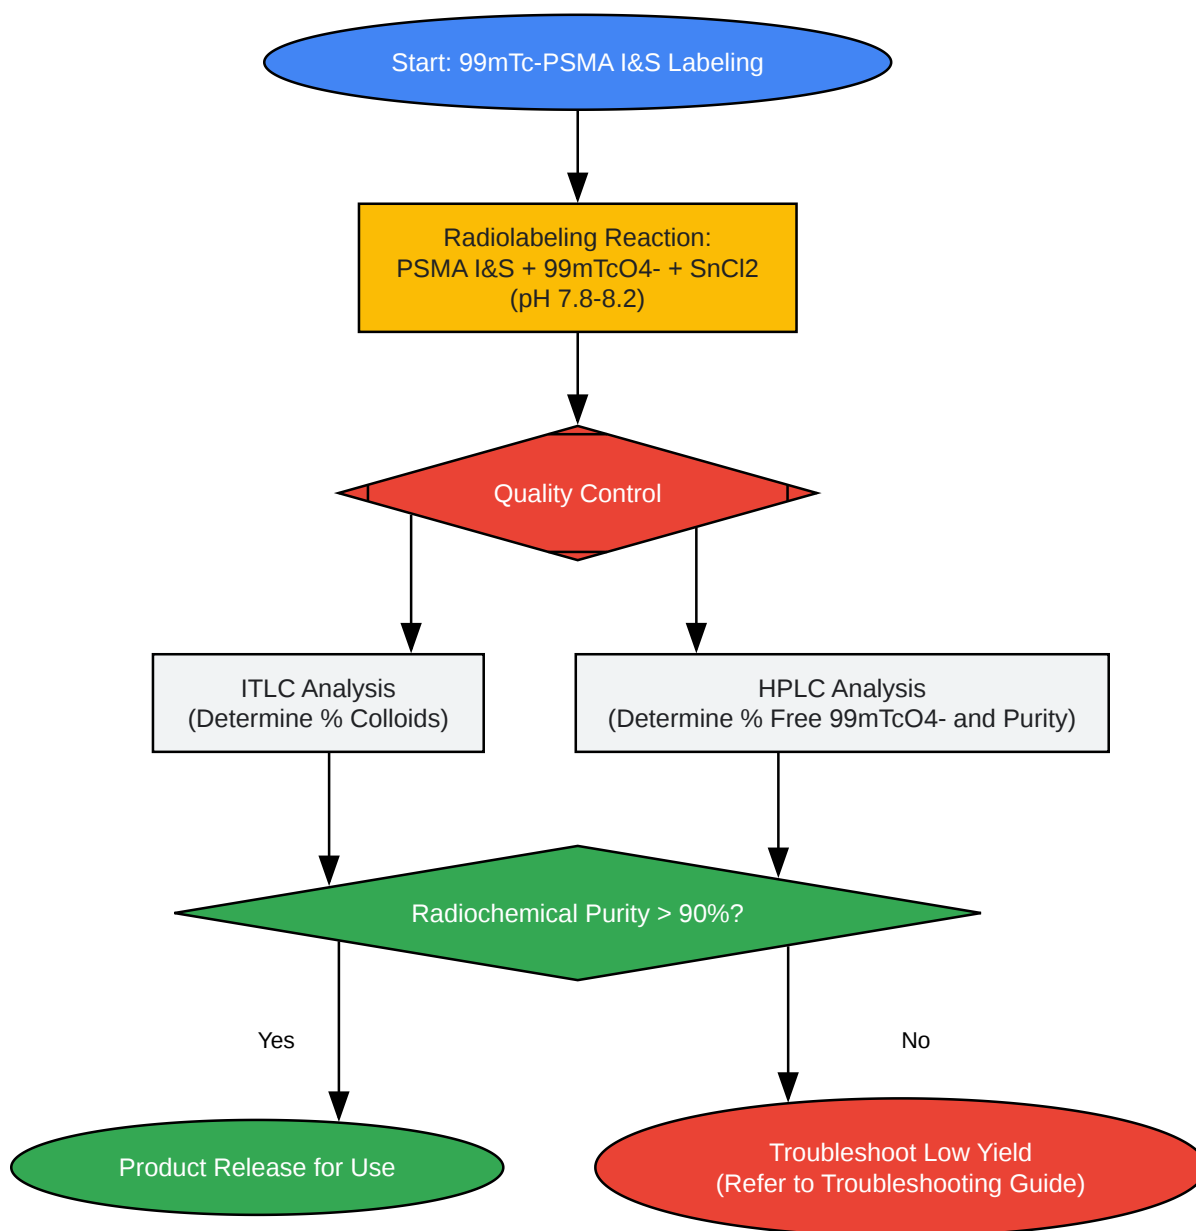 Start: 99mTc-PSMA I&S Labeling
Radiolabeling Reaction:
PSMA I&S + 99mTcO4- + SnCl2
(pH 7.8-8.2)
Quality Control
ITLC Analysis
(Determine % Colloids)
HPLC Analysis
(Determine % Free 99mTcO4- and Purity)
Radiochemical Purity > 90%?
Yes
No
Product Release for Use
Troubleshoot Low Yield
(Refer to Troubleshooting Guide)